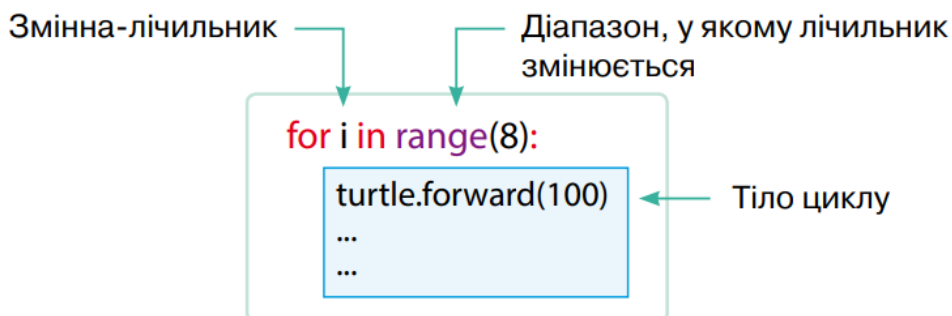 Змінна-лічильник
Діапазон, у якому лічильник
змінюється
for i in range(8):
turtle.forward(100)
...
...
Тіло циклу